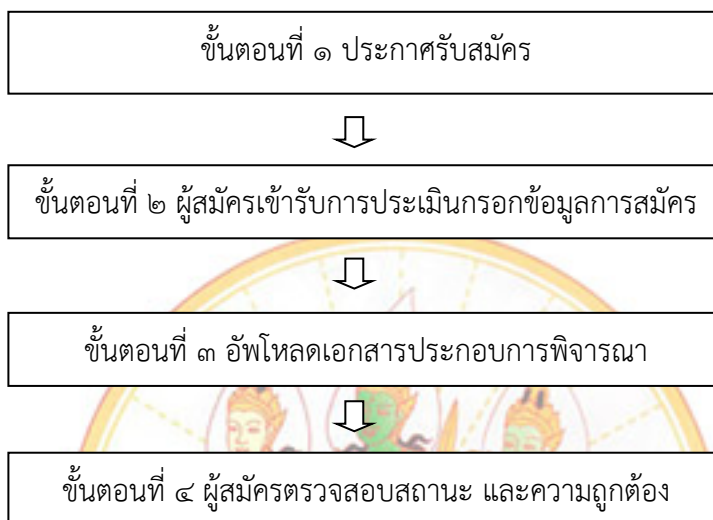 ขั้นตอนที่ ๑ ประกาศรับสมัคร
ขั้นตอนที่ ๒ ผู้สมัครเข้ารับการประเมินกรอกข้อมูลการสมัคร
ขั้นตอนที่ ๓ อัพโหลดเอกสารประกอบการพิจารณา
ขั้นตอนที่ ๔ ผู้สมัครตรวจสอบสถานะ และความถูกต้อง